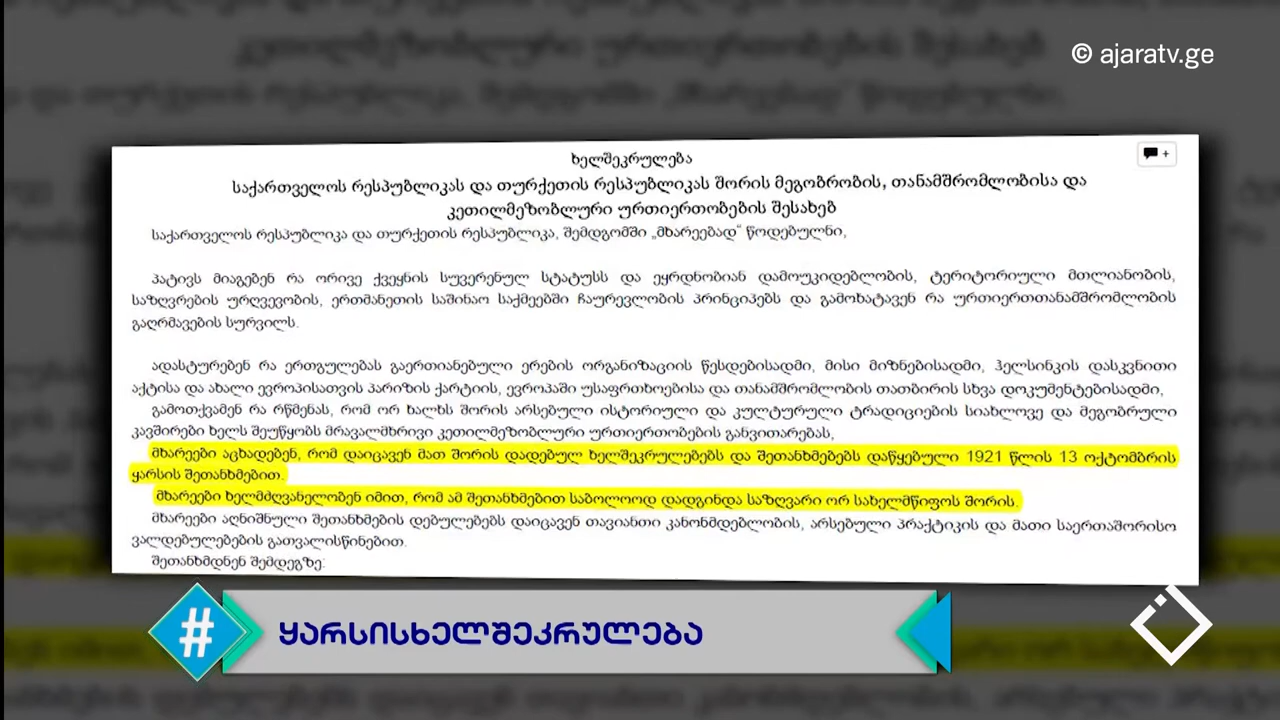 © ajaratv.ge
ხელშეკრულება
საქართველოს რესპუბლიკას და თურქეთის რესპუბლიკას შორის მეგობრობის, თანამშრომლობისა და
კეთილმეზობლური ურთიერთობების შესახებ
საქართველოს რესპუბლიკა და თურქეთის რესპუბლიკა, შემდგომში „მხარეებად“ წოდებულნი,
პატივს მიაგებენ რა ორივე ქვეყნის სუვერენულ სტატუსს და ეყრდნობიან დამოუკიდებლობის, ტერიტორიული მთლიანობის,
საზღვრების ურღვევობის, ერთმანეთის საშინაო საქმეებში ჩაურევლობის პრინციპებს და გამოხატავენ რა ურთიერთთანამშრომლობის
გაღრმავების სურვილს.
ადასტურებენ რა ერთგულებას გაერთიანებული ერების ორგანიზაციის წესდებისადმი, მისი მიზნებისადმი, ჰელსინკის დასკვნითი
აქტისა და ახალი ევროპისათვის პარიზის ქარტიის, ევროპაში უსაფრთხოებისა და თანამშრომლობის თათბირის სხვა დოკუმენტებისადმი,
გამოთქვამენ რა რწმენას, რომ ორ ხალხს შორის არსებული ისტორიული და კულტურული ტრადიციების სიახლოვე და მეგობრული
კავშირები ხელს შეუწყობს მრავალმხრივი კეთილმეზობლური ურთიერთობების განვითარებას,
მხარეები აცხადებენ, რომ დაიცავენ მათ შორის დადებულ ხელშეკრულებებს და შეთანხმებებს დაწყებული 1921 წლის 13 ოქტომბრის
ყარსის შეთანხმებით.
მხარეები ხელმძღვანელობენ იმით, რომ ამ შეთანხმებით საბოლოოდ დადგინდა საზღვარი ორ სახელმწიფოს შორის.
მხარეები აღნიშნული შეთანხმების დებულებებს დაიცავენ თავიანთი კანონმდებლობის, არსებული პრაქტიკის და მათი საერთაშორისო
ვალდებულებების გათვალისწინებით.
შეთანხმდნენ შემდეგზე:
# ყარსისხელშეკრულება